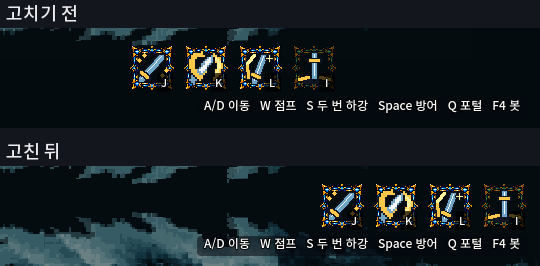 고치기 전
J K L I
A/D 이동 W 점프 S 두 번 하강 Space 방어 Q 포털 F4 봇
고친 뒤
J K L I
A/D 이동 W 점프 S 두 번 하강 Space 방어 Q 포털 F4 봇